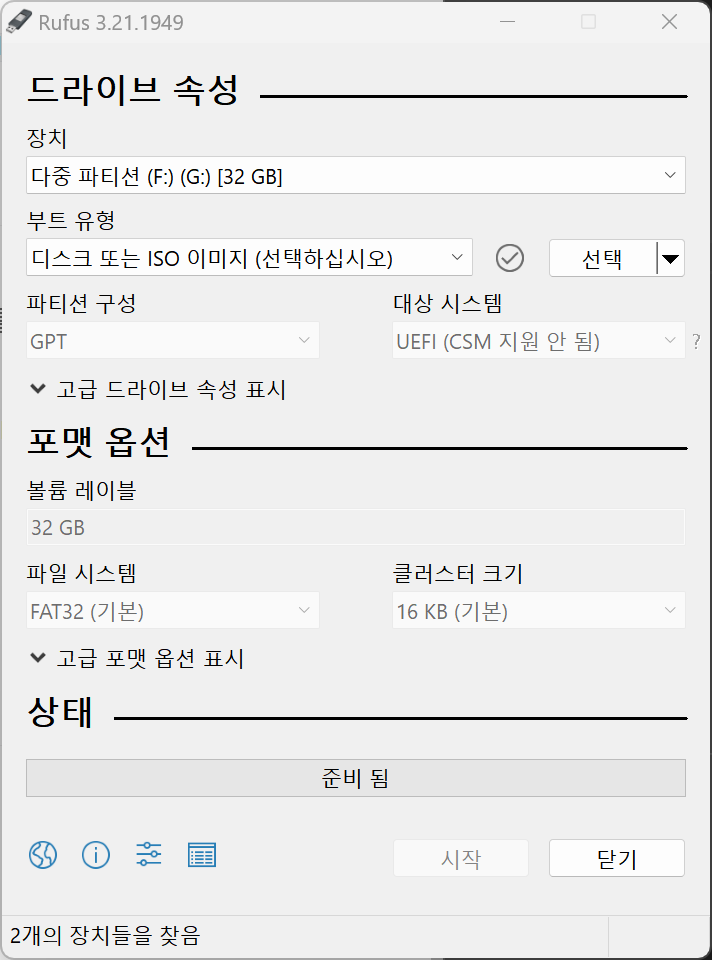 Rufus 3.21.1949
드라이브 속성
장치
다중 파티션 (F:) (G:) [32 GB]
부트 유형
디스크 또는 ISO 이미지 (선택하십시오)
선택
파티션 구성
대상 시스템
GPT
UEFI (CSM 지원 안 됨)
?
고급 드라이브 속성 표시
포맷 옵션
볼륨 레이블
32 GB
파일 시스템
클러스터 크기
FAT32 (기본)
16 KB (기본)
고급 포맷 옵션 표시
상태
준비 됨
시작
닫기
2개의 장치들을 찾음